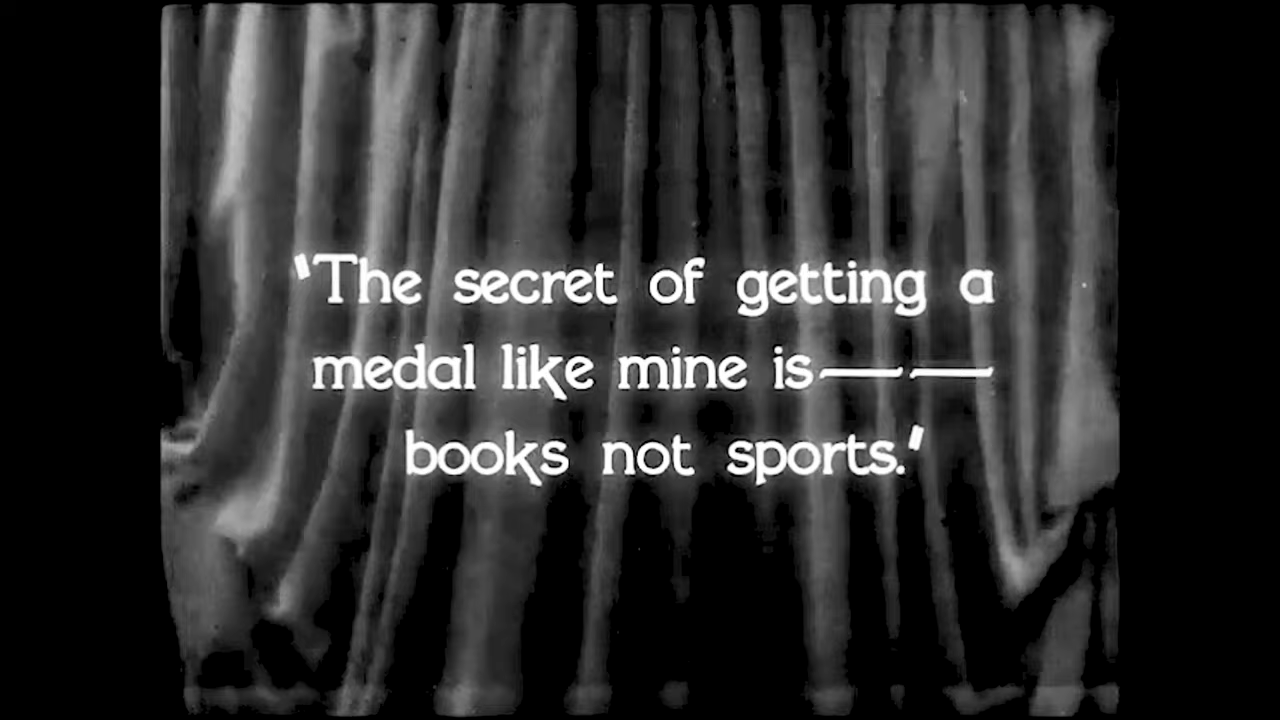 "The secret of getting a
medal like mine is — —
books not sports."